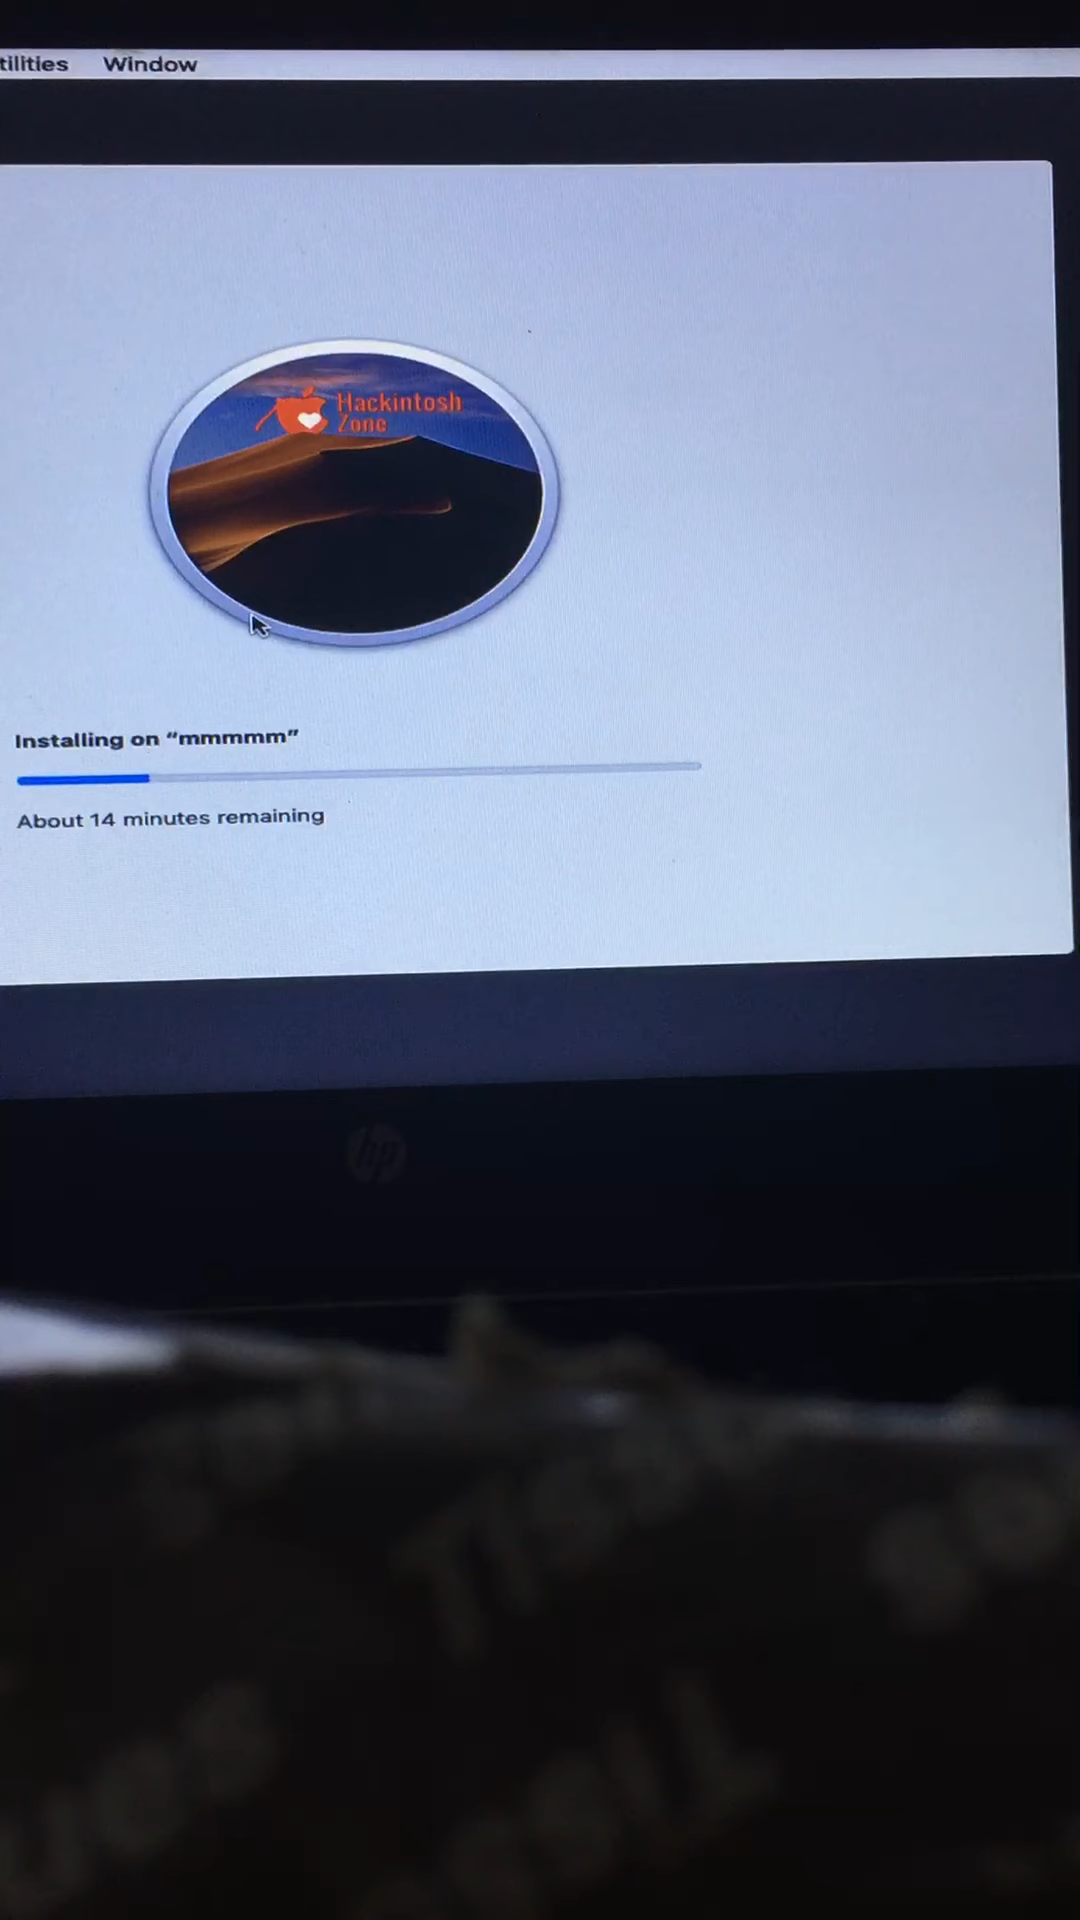 tilities Window
Hackintosh
Zone
Installing on “mmmmm”
About 14 minutes remaining
hp